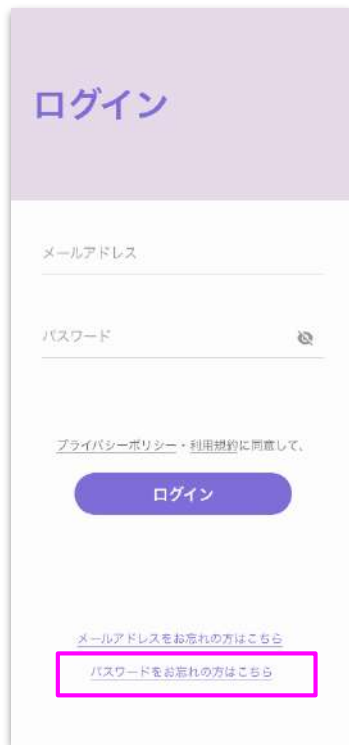 ログイン
メールアドレス
パスワード
プライバシーポリシー・利用規約に同意して、
ログイン
メールアドレスをお忘れの方はこちら
パスワードをお忘れの方はこちら